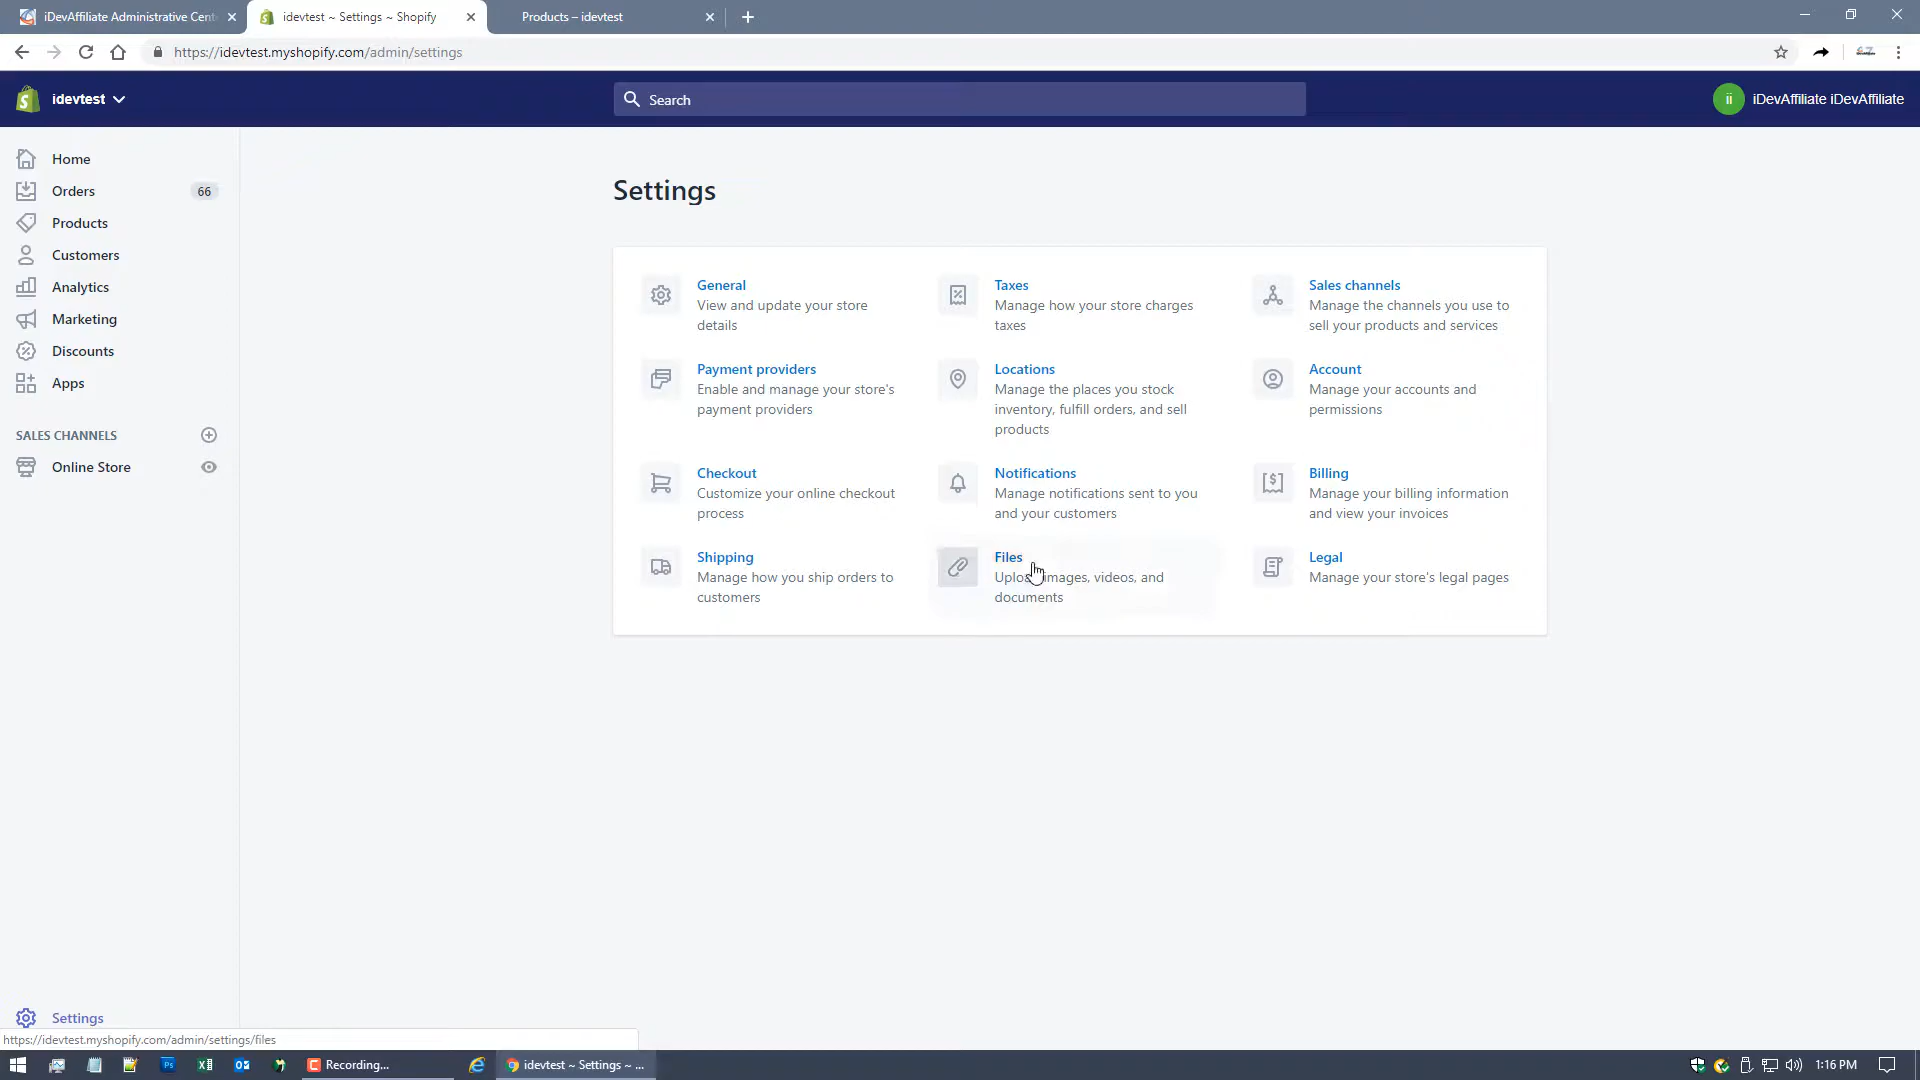 iDevAffiliate Administrative Cent
idevtest ~ Settings ~ Shopify
Products – idevtest
https://idevtest.myshopify.com/admin/settings
idevtest
Search
ii
iDevAffiliate iDevAffiliate
Home
Orders
66
Products
Customers
Analytics
Marketing
Discounts
Apps
SALES CHANNELS
Online Store
Settings
General
View and update your store
details
Taxes
Manage how your store charges
taxes
Sales channels
Manage the channels you use to
sell your products and services
Payment providers
Enable and manage your store's
payment providers
Locations
Manage the places you stock
inventory, fulfill orders, and sell
products
Account
Manage your accounts and
permissions
Checkout
Customize your online checkout
process
Notifications
Manage notifications sent to you
and your customers
Billing
Manage your billing information
and view your invoices
Shipping
Manage how you ship orders to
customers
Files
images, videos, and
documents
Legal
Manage your store's legal pages
Settings
https://idevtest.myshopify.com/admin/settings/files
Recording...
idevtest ~ Settings ~ ...
1:16 PM